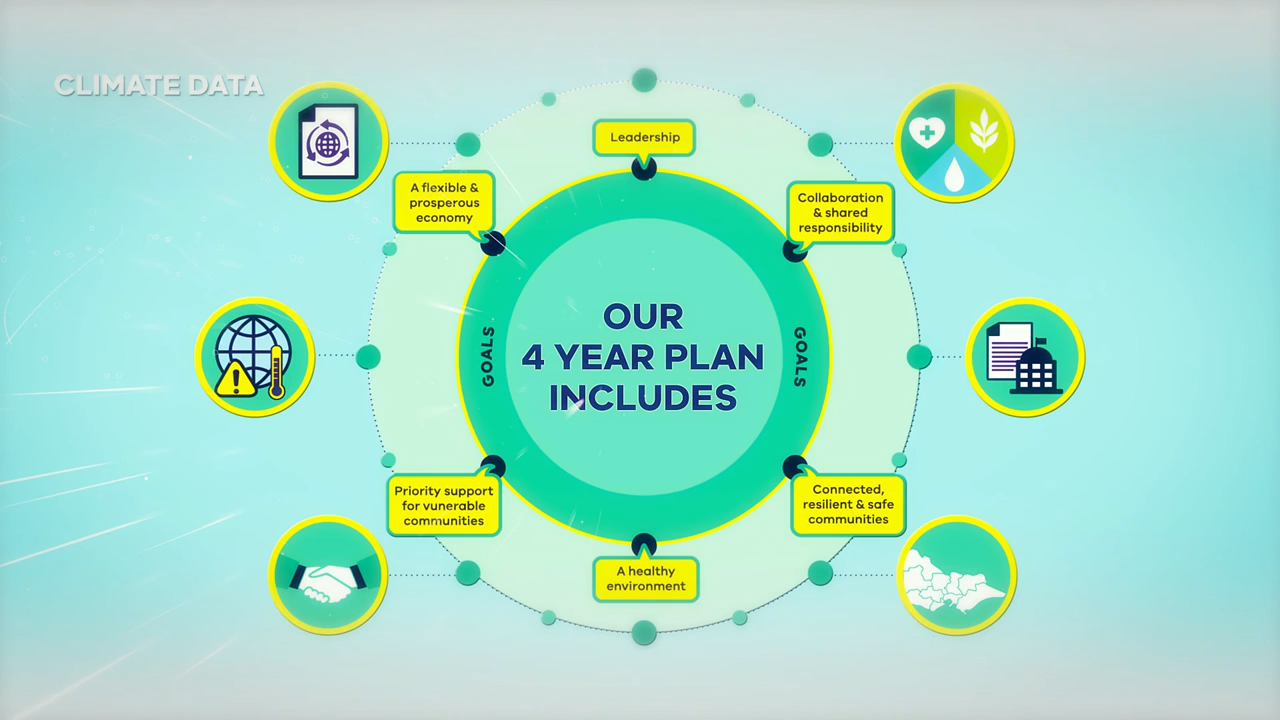 CLIMATE DATA
Leadership
A flexible &
prosperous
economy
Collaboration
& shared
responsibility
GOALS
OUR
4 YEAR PLAN
INCLUDES
GOALS
Priority support
for vunerable
communities
Connected,
resilient & safe
communities
A healthy
environment